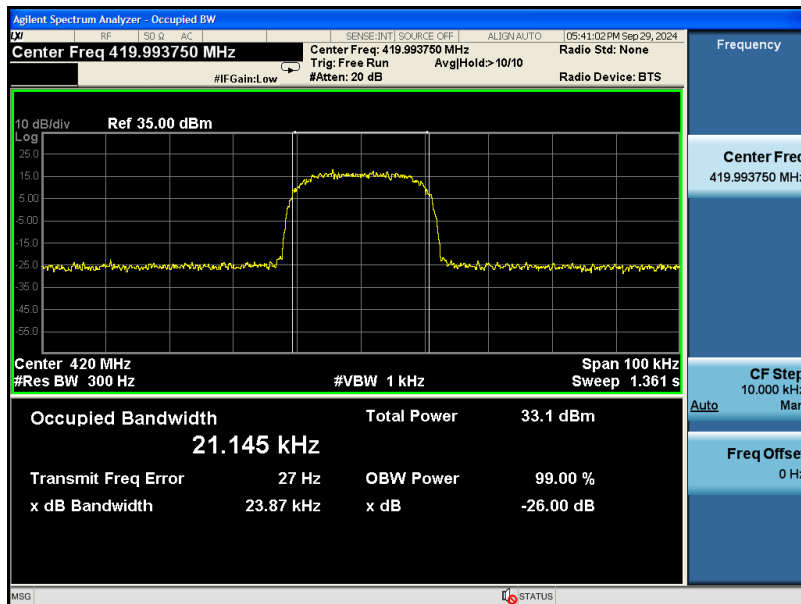 Agilent Spectrum Analyzer - Occupied BW
LXI RF 50 Ω AC SENSE:INT SOURCE OFF ALIGN AUTO 05:41:02 PM Sep 29, 2024
Center Freq 419.993750 MHz Center Freq: 419.993750 MHz Radio Std: None
Trig: Free Run Avg|Hold:> 10/10
#IFGain:Low #Atten: 20 dB Radio Device: BTS
10 dB/div Ref 35.00 dBm
Log
25.0
15.0
5.00
-5.00
-15.0
-25.0
-35.0
-45.0
-55.0
Center 420 MHz Span 100 kHz
#Res BW 300 Hz #VBW 1 kHz Sweep 1.361 s
Occupied Bandwidth Total Power 33.1 dBm
21.145 kHz
Transmit Freq Error 27 Hz OBW Power 99.00 %
x dB Bandwidth 23.87 kHz x dB -26.00 dB
MSG STATUS
Frequency
Center Freq
419.993750 MHz
CF Step
10.000 kHz
Auto Man
Freq Offset
0 Hz